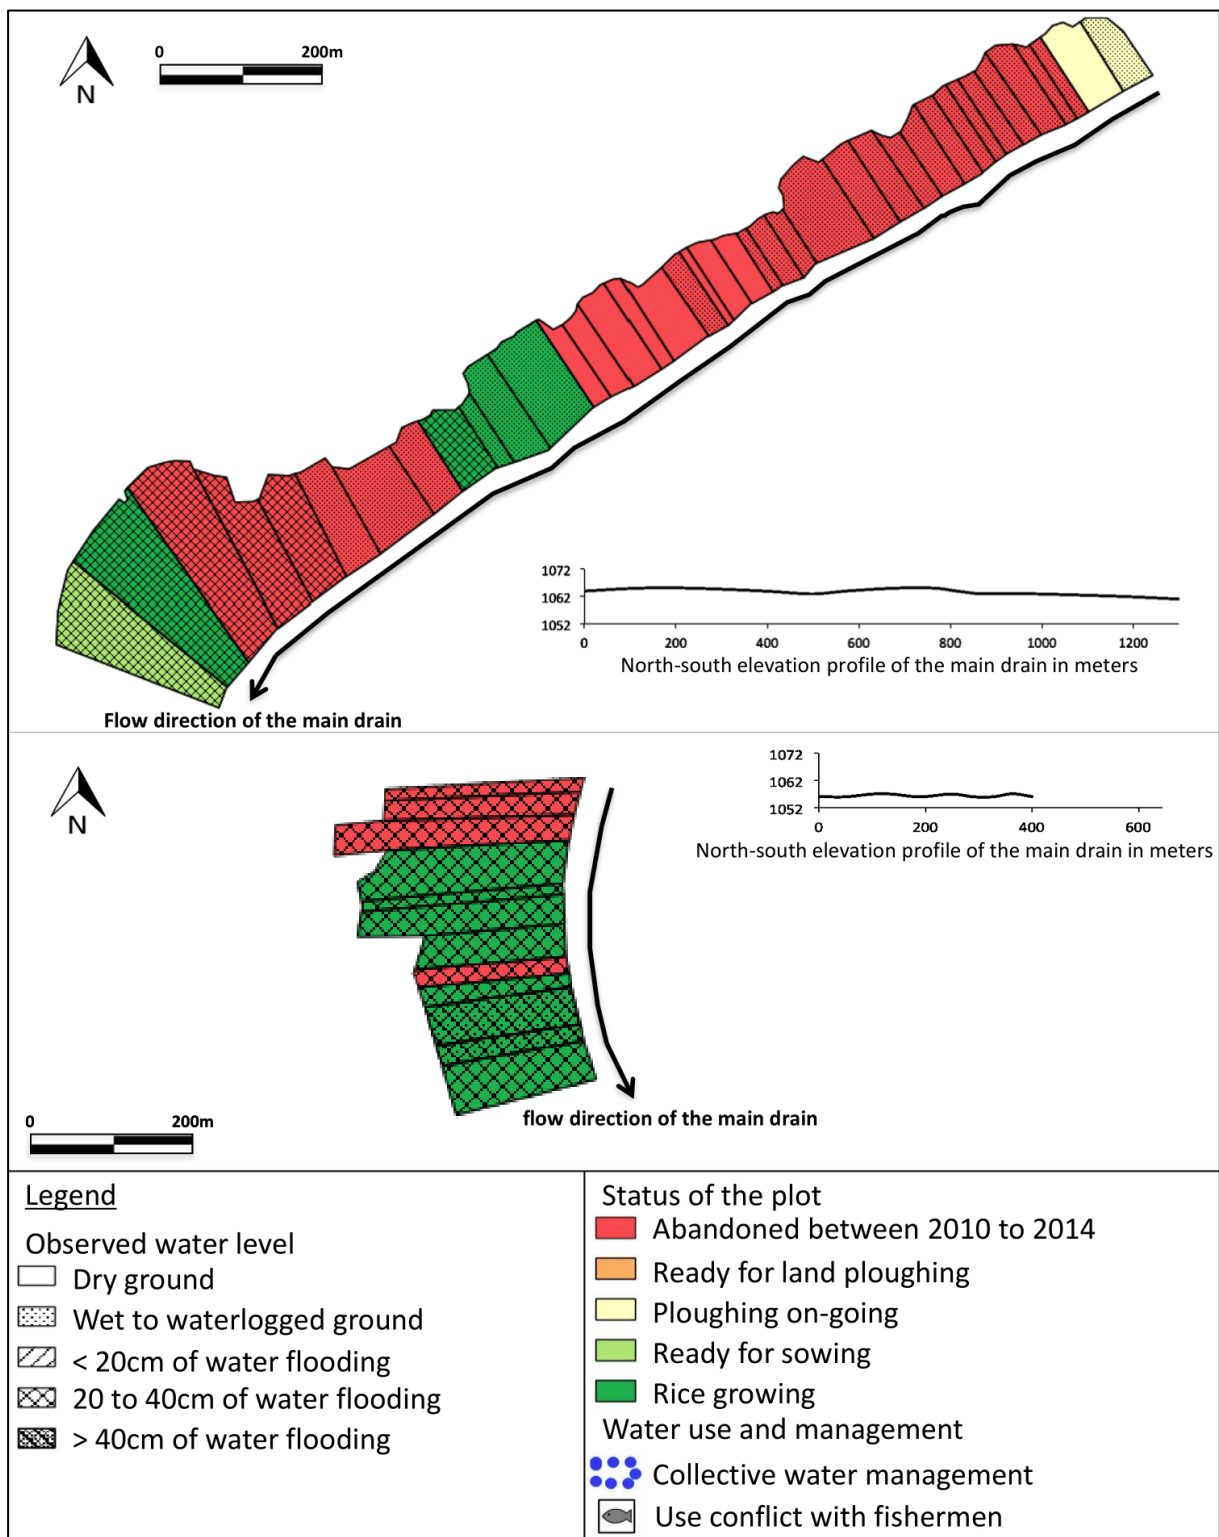 0 200m
N
1072
1062
1052
0 200 400 600 800 1000 1200
North-south elevation profile of the main drain in meters
Flow direction of the main drain
N
1072
1062
1052
0 200 400 600
North-south elevation profile of the main drain in meters
flow direction of the main drain
0 200m
Legend
Observed water level
Dry ground
Wet to waterlogged ground
< 20cm of water flooding
20 to 40cm of water flooding
> 40cm of water flooding
Status of the plot
Abandoned between 2010 to 2014
Ready for land ploughing
Ploughing on-going
Ready for sowing
Rice growing
Water use and management
Collective water management
Use conflict with fishermen